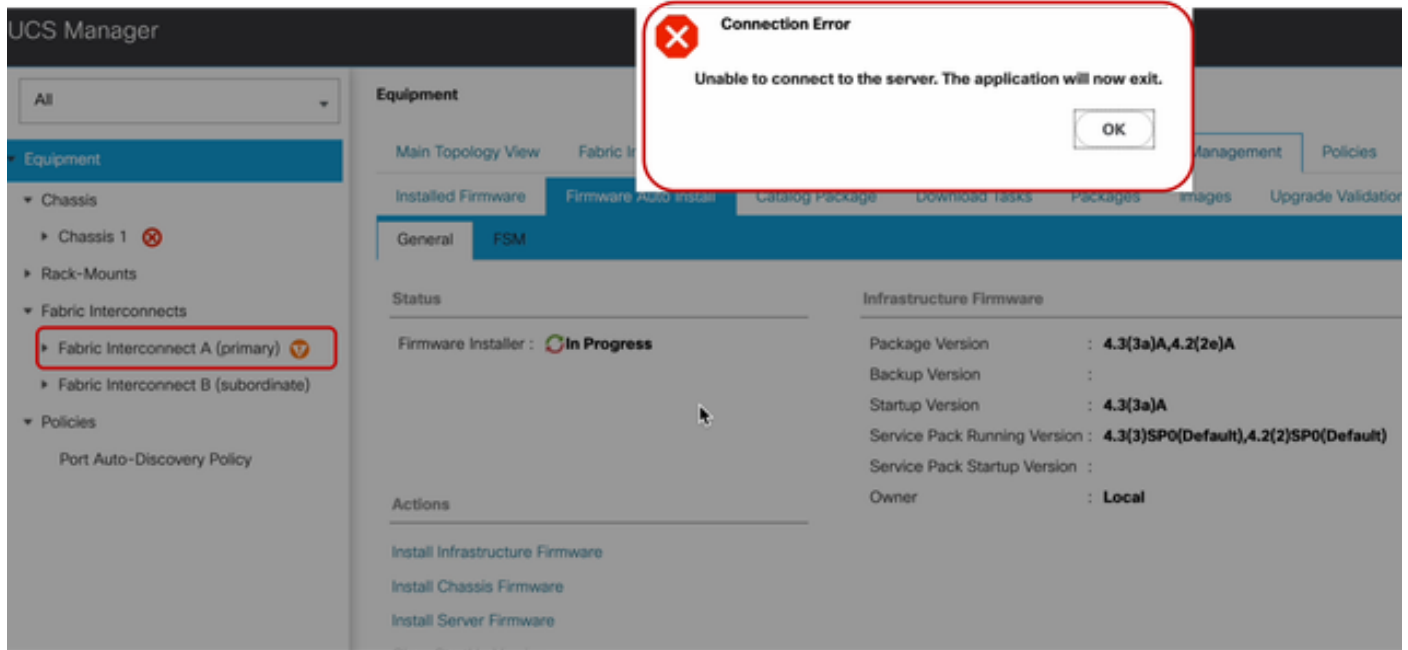 UCS Manager
Connection Error
Unable to connect to the server. The application will now exit.
OK
All
Equipment
Chassis
Chassis 1
Rack-Mounts
Fabric Interconnects
Fabric Interconnect A (primary)
Fabric Interconnect B (subordinate)
Policies
Port Auto-Discovery Policy
Equipment
Main Topology View Fabric In Management Policies
Installed Firmware Firmware Auto Install Catalog Package Download Tasks Packages Images Upgrade Validation
General FSM
Status
Firmware Installer : In Progress
Actions
Install Infrastructure Firmware
Install Chassis Firmware
Install Server Firmware
Infrastructure Firmware
Package Version : 4.3(3a)A,4.2(2e)A
Backup Version :
Startup Version : 4.3(3a)A
Service Pack Running Version : 4.3(3)SP0(Default),4.2(2)SP0(Default)
Service Pack Startup Version :
Owner : Local